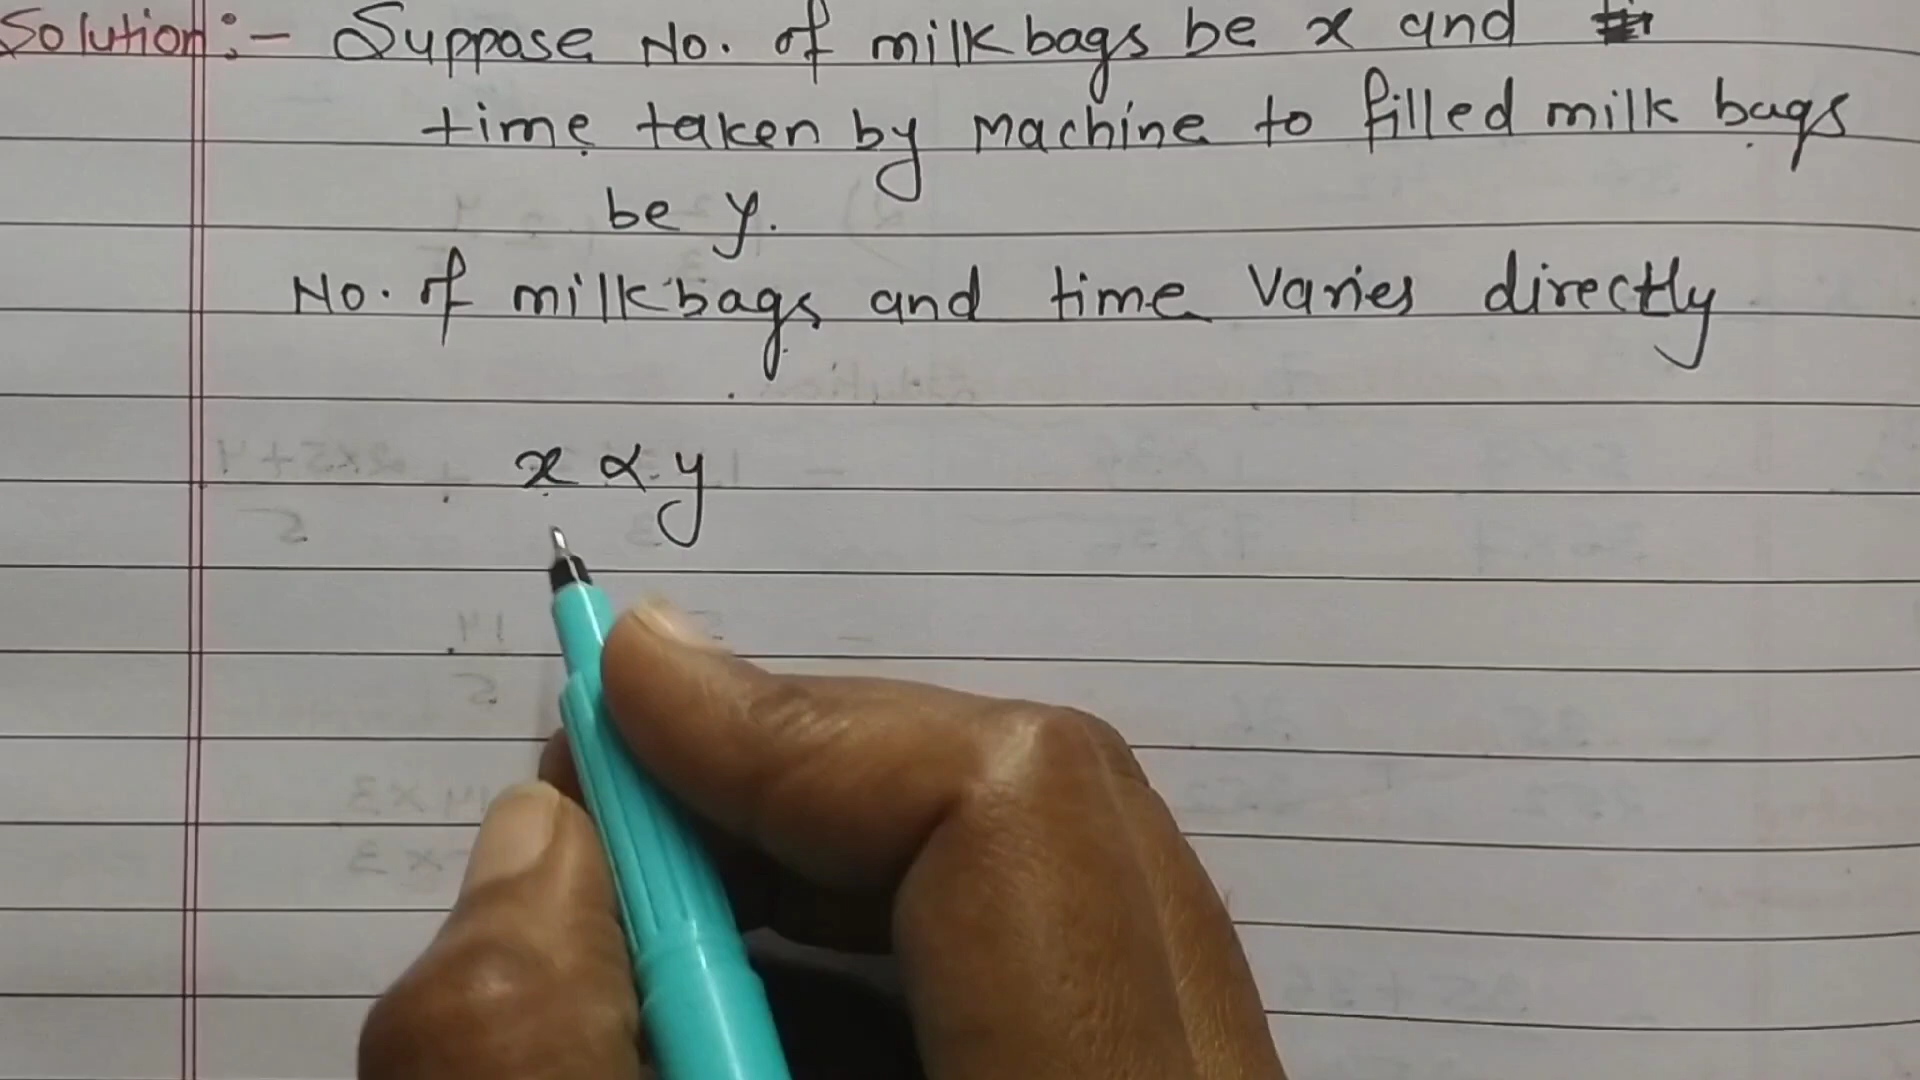 Solution:- Suppose No. of milk bags be x and
time taken by machine to filled milk bags
be y.
No. of milk bags and time varies directly
x α y